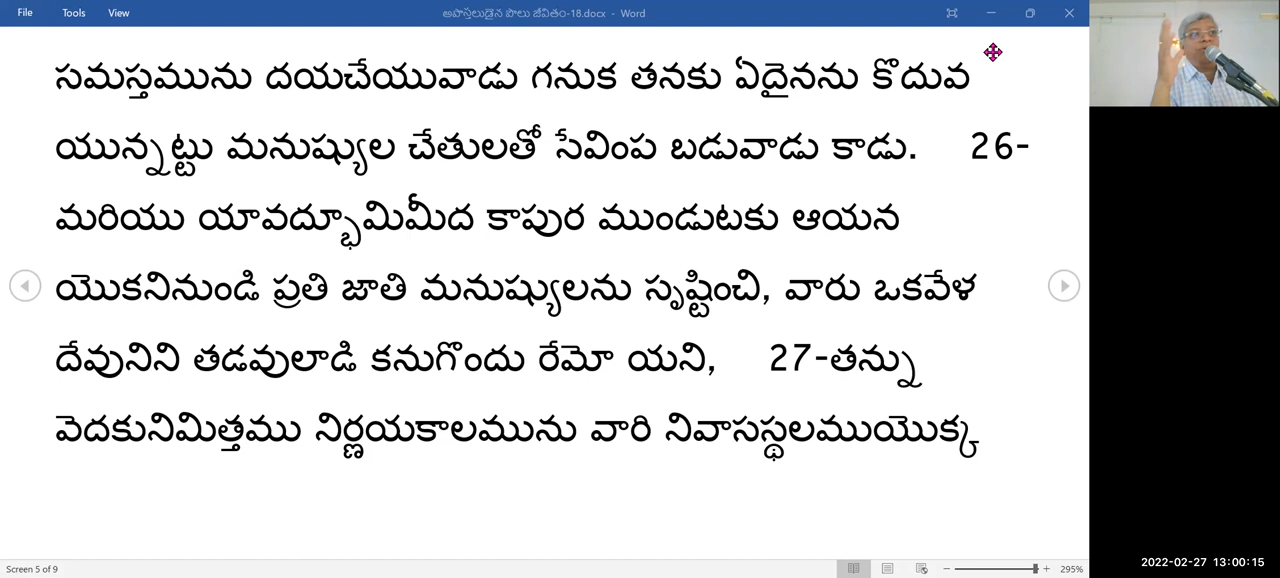 File Tools View అపొస్తలుడైన పౌలు జీవితం-18.docx - Word
సమస్తమును దయచేయువాడు గనుక తనకు ఏదైనను కొదువ
యున్నట్టు మనుష్యుల చేతులతో సేవింప బడువాడు కాడు. 26-
మరియు యావద్భూమిమీద కాపుర ముండుటకు ఆయన
యొకనినుండి ప్రతి జాతి మనుష్యులను సృష్టించి, వారు ఒకవేళ
దేవునిని తడవులాడి కనుగొందు రేమో యని, 27-తన్ను
వెదకునిమిత్తము నిర్ణయకాలమును వారి నివాసస్థలముయొక్క
2022-02-27 13:00:15
Screen 5 of 9 295%